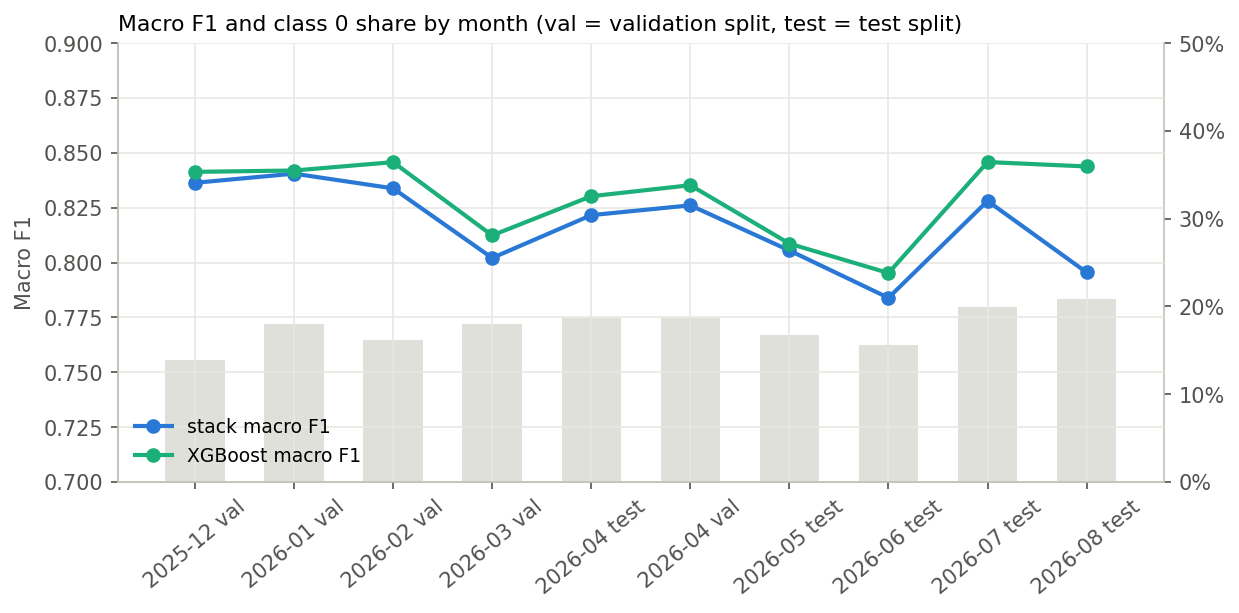 Macro F1 and class 0 share by month (val = validation split, test = test split)
Macro F1
0.900
0.875
0.850
0.825
0.800
0.775
0.750
0.725
0.700
50%
40%
30%
20%
10%
0%
stack macro F1
XGBoost macro F1
2025-12 val
2026-01 val
2026-02 val
2026-03 val
2026-04 test
2026-04 val
2026-05 test
2026-06 test
2026-07 test
2026-08 test